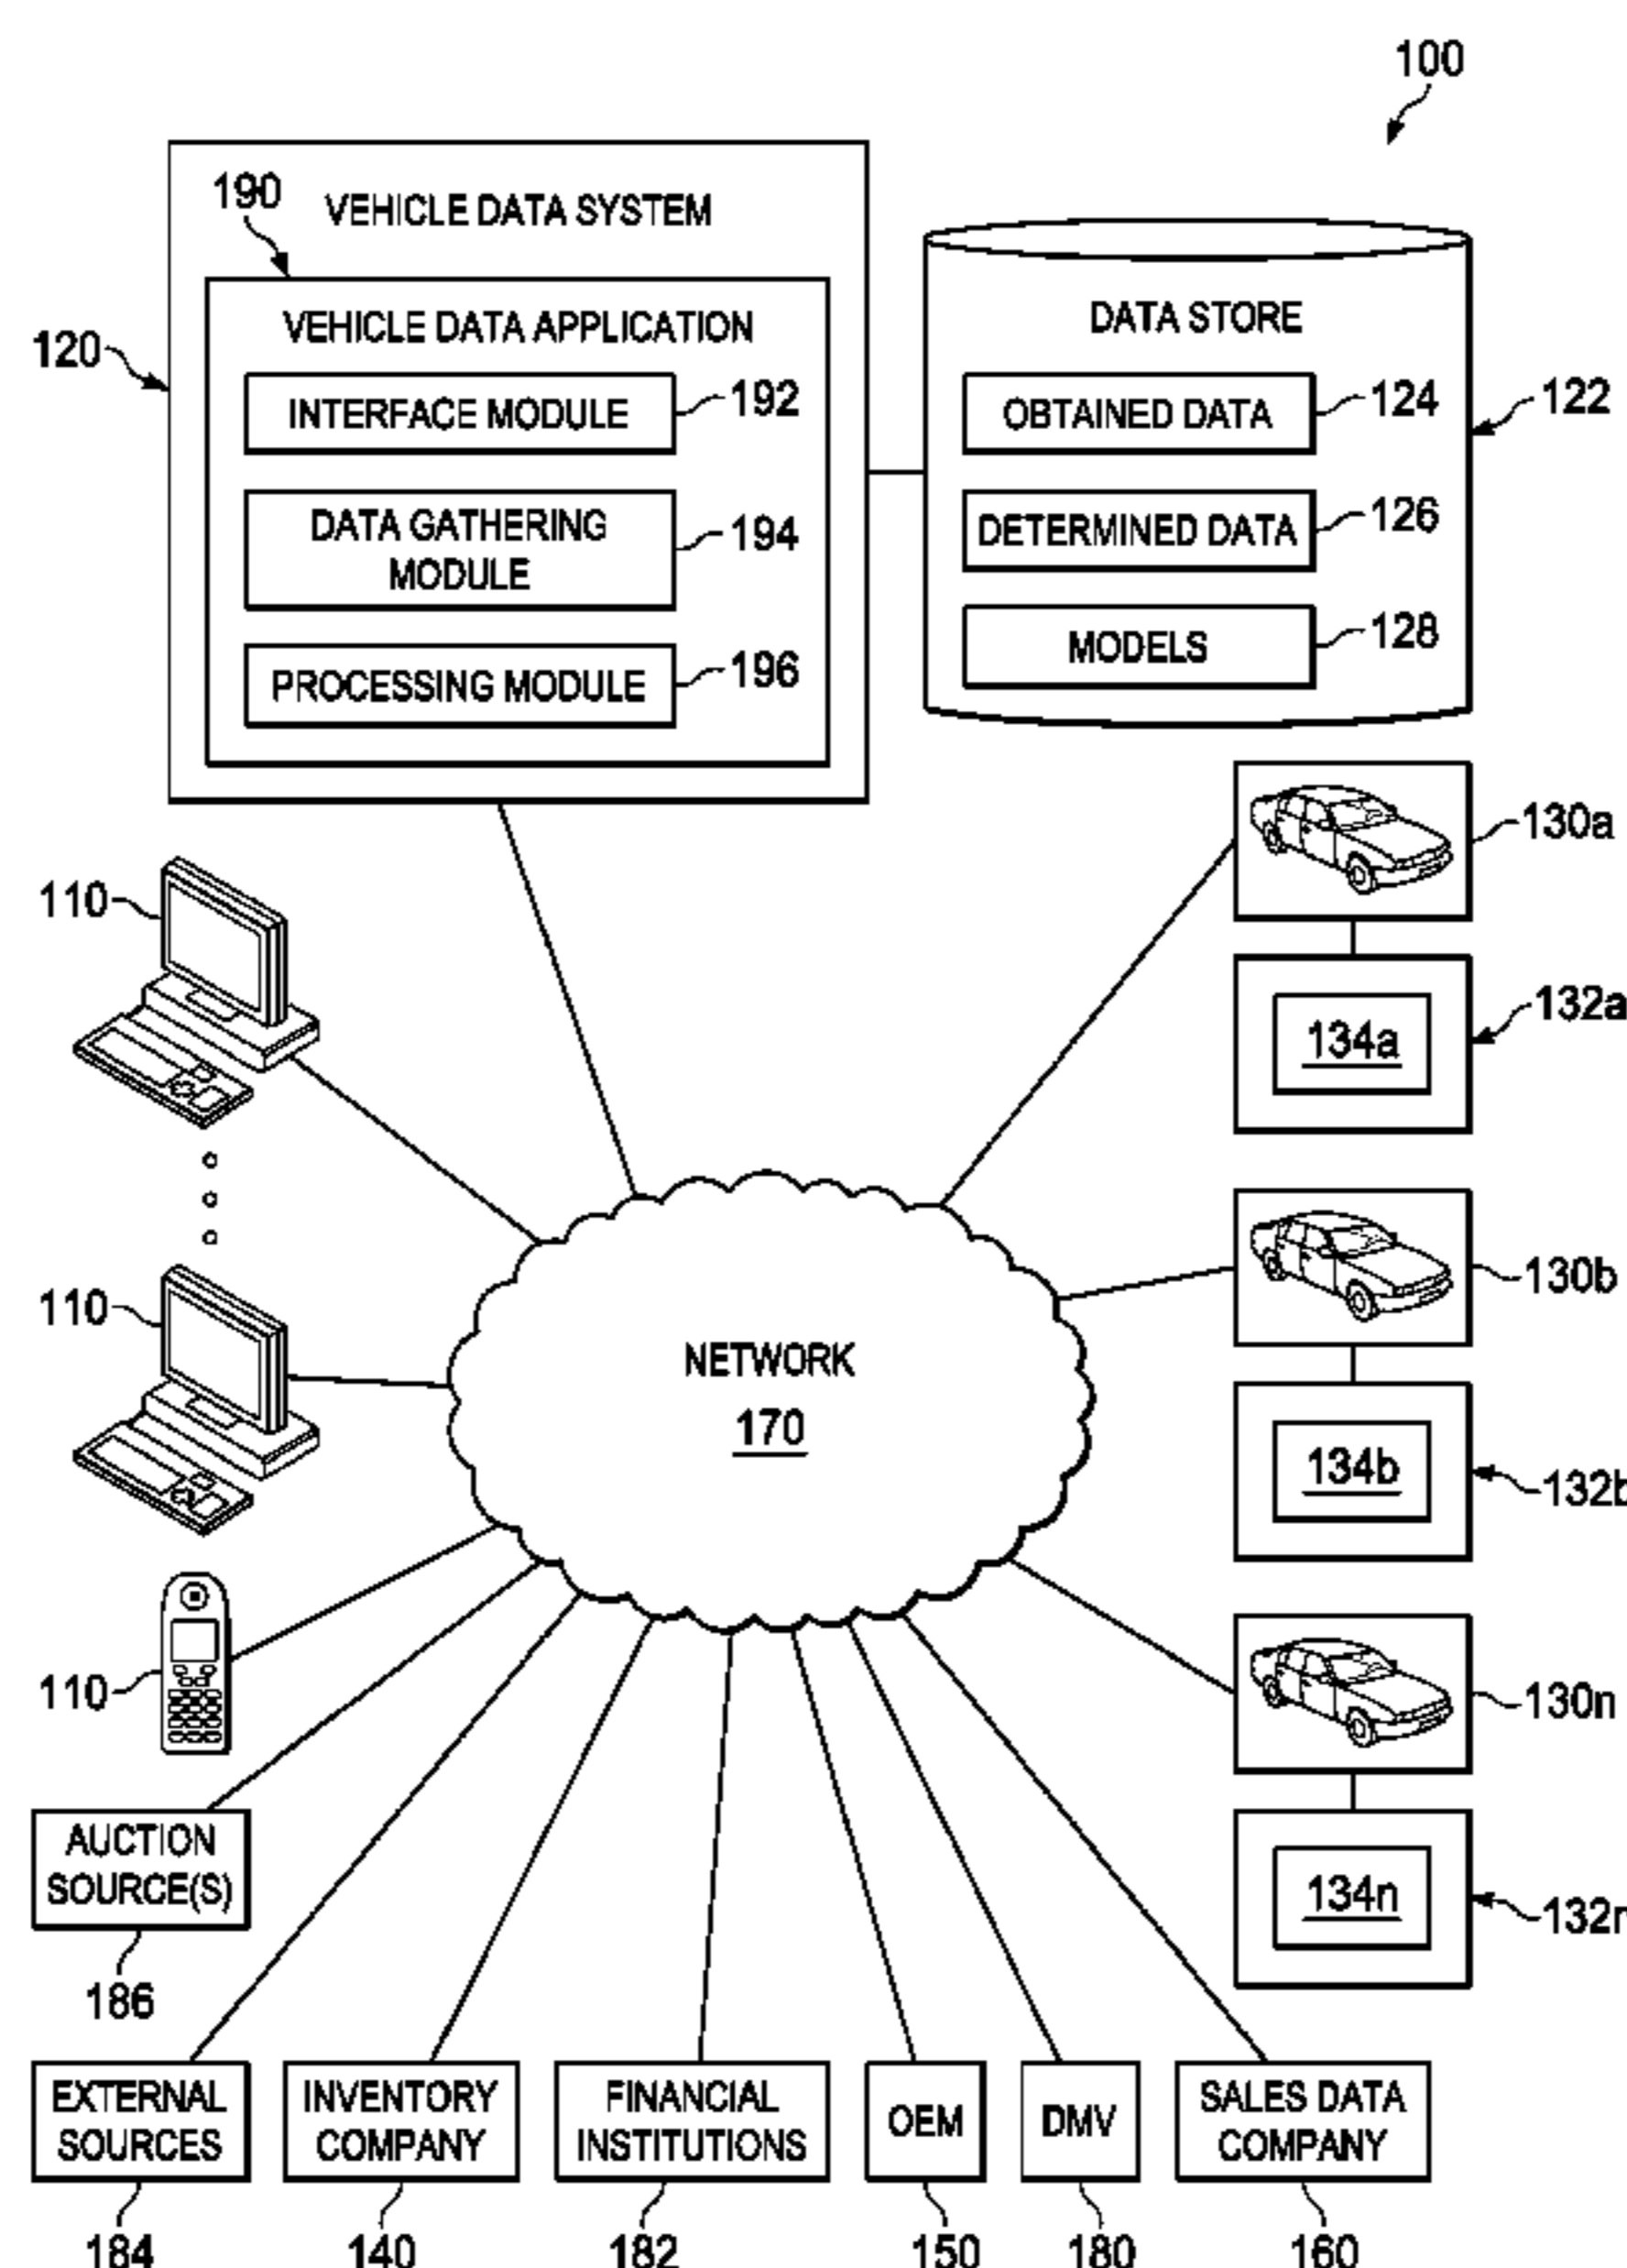 100
190
VEHICLE DATA SYSTEM
VEHICLE DATA APPLICATION
120
INTERFACE MODULE
192
DATA GATHERING
MODULE
194
PROCESSING MODULE
196
DATA STORE
OBTAINED DATA
124
122
DETERMINED DATA
126
MODELS
128
110
130a
134a
132a
110
130b
NETWORK
170
134b
132b
110
130n
AUCTION
SOURCE(S)
186
134n
132n
EXTERNAL
SOURCES
INVENTORY
COMPANY
FINANCIAL
INSTITUTIONS
OEM
DMV
SALES DATA
COMPANY
184
140
182
150
180
160